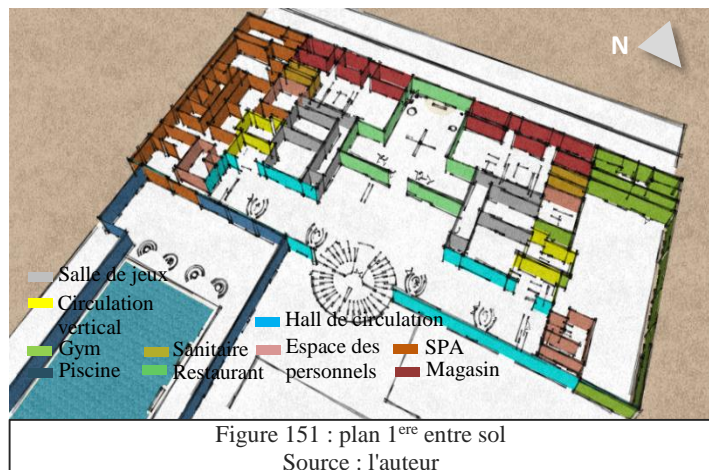 N
Salle de jeux
Circulation
vertical
Hall de circulation
Gym
Sanitaire
Espace des
personnels
SPA
Piscine
Restaurant
Magasin
Figure 151 : plan 1ere entre sol
Source : l'auteur